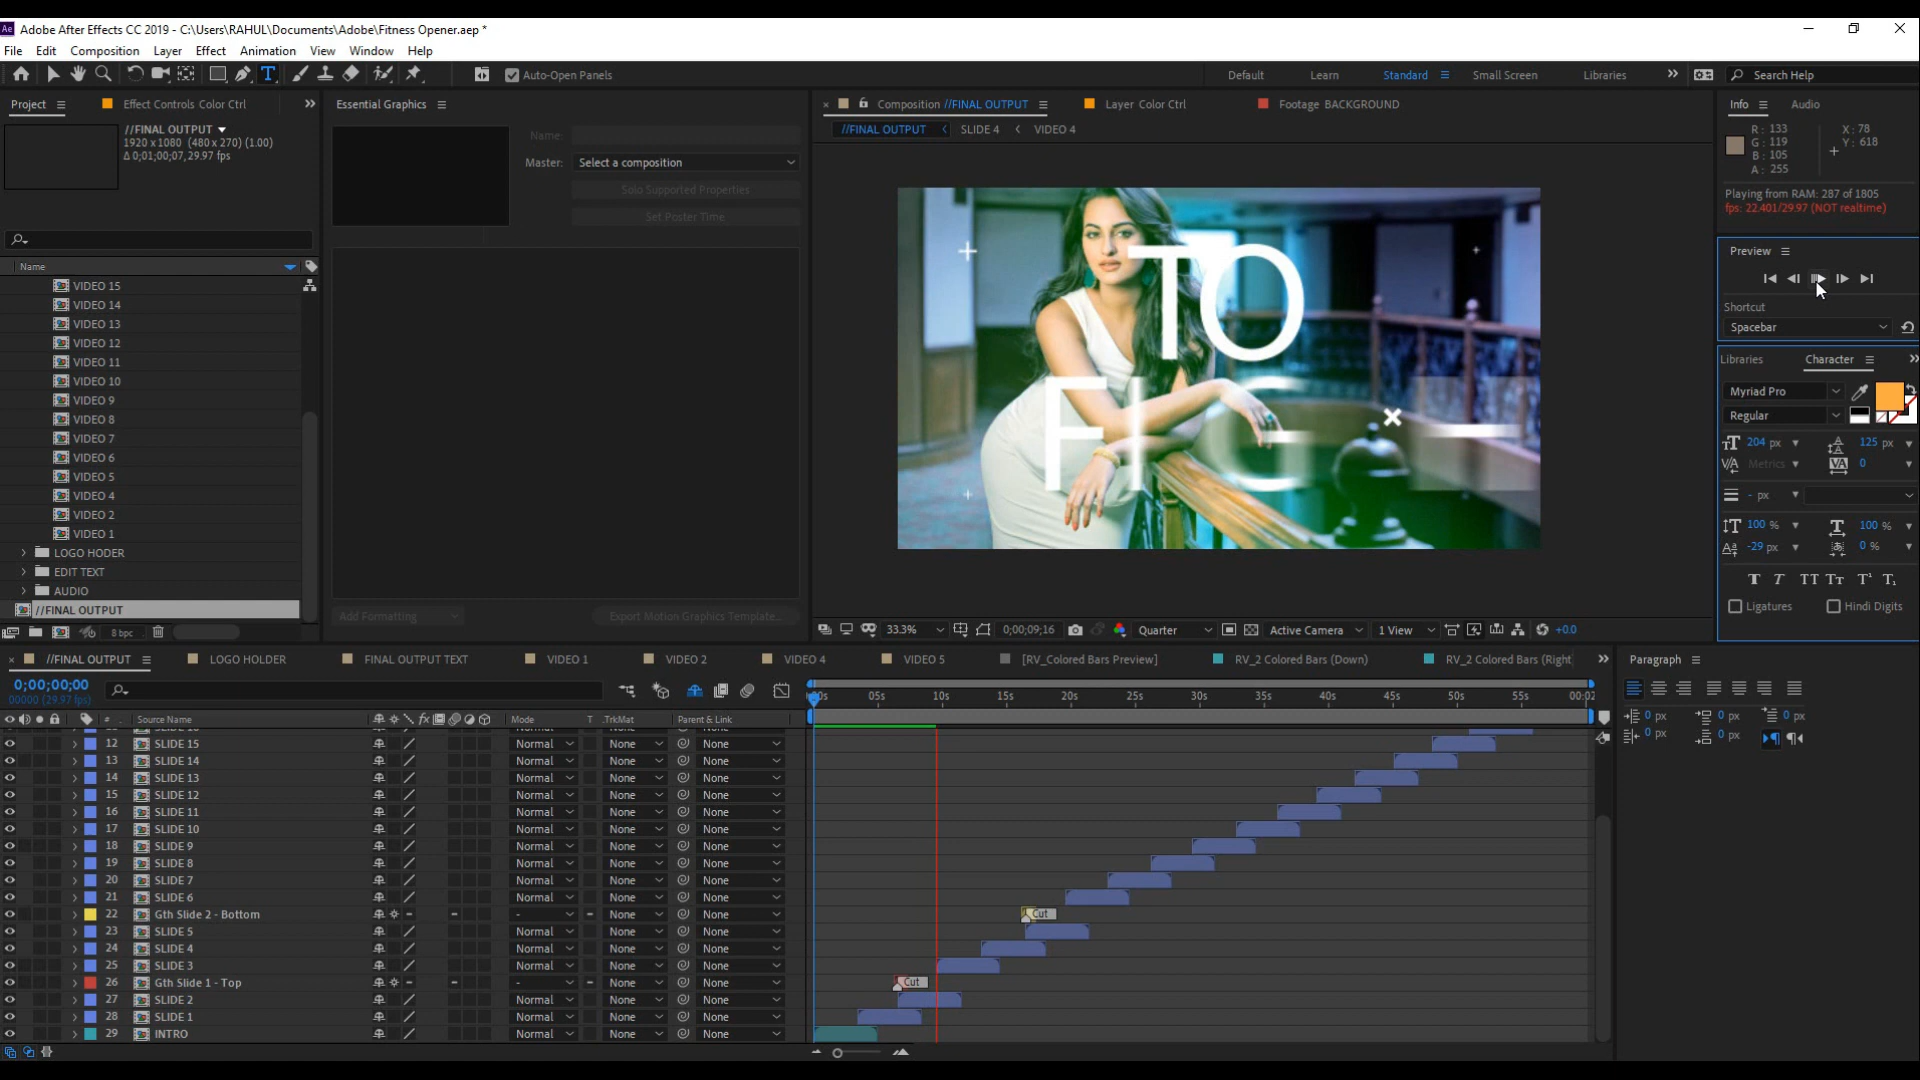 Adobe After Effects CC 2019 - C:\Users\RAHUL\Documents\Adobe\Fitness Opener.aep *
File Edit Composition Layer Effect Animation View Window Help
Auto-Open Panels
Default Learn Standard Small Screen Libraries
Search Help
Project
Effect Controls Color Ctrl
//FINAL OUTPUT
1920 x 1080 (480 x 270) (1.00)
Δ 0;01;00;07, 29.97 fps
Name
VIDEO 15
VIDEO 14
VIDEO 13
VIDEO 12
VIDEO 11
VIDEO 10
VIDEO 9
VIDEO 8
VIDEO 7
VIDEO 6
VIDEO 5
VIDEO 4
VIDEO 2
VIDEO 1
LOGO HODER
EDIT TEXT
AUDIO
//FINAL OUTPUT
8 bpc
Essential Graphics
Name:
Master: Select a composition
Solo Supported Properties
Set Poster Time
Add Formatting
Export Motion Graphics Template...
Composition //FINAL OUTPUT
Layer Color Ctrl
Footage BACKGROUND
//FINAL OUTPUT SLIDE 4 VIDEO 4
TO
FIG
33.3% 0;00;09;16 Quarter Active Camera 1 View +0.0
Info Audio
R: 133
G: 119
B: 105
A: 255
X: 78
Y: 618
Playing from RAM: 287 of 1805
fps: 22.401/29.97 (NOT realtime)
Preview
Shortcut
Spacebar
Libraries Character
Myriad Pro
Regular
204 px 125 px
Metrics 0
- px
100 % 100 %
-29 px 0 %
Ligatures Hindi Digits
//FINAL OUTPUT LOGO HOLDER FINAL OUTPUT TEXT VIDEO 1 VIDEO 2 VIDEO 4 VIDEO 5 [RV_Colored Bars Preview] RV_2 Colored Bars (Down) RV_2 Colored Bars (Right
0;00;00;00
00000 (29.97 fps)
05s 10s 15s 20s 25s 30s 35s 40s 45s 50s 55s 00:02
# Source Name Mode T .TrkMat Parent & Link
12 SLIDE 15 Normal None None
13 SLIDE 14 Normal None None
14 SLIDE 13 Normal None None
15 SLIDE 12 Normal None None
16 SLIDE 11 Normal None None
17 SLIDE 10 Normal None None
18 SLIDE 9 Normal None None
19 SLIDE 8 Normal None None
20 SLIDE 7 Normal None None
21 SLIDE 6 Normal None None
22 Gth Slide 2 - Bottom - None None Cut
23 SLIDE 5 Normal None None
24 SLIDE 4 Normal None None
25 SLIDE 3 Normal None None
26 Gth Slide 1 - Top - None None Cut
27 SLIDE 2 Normal None None
28 SLIDE 1 Normal None None
29 INTRO Normal None None
Paragraph
0 px 0 px 0 px
0 px 0 px